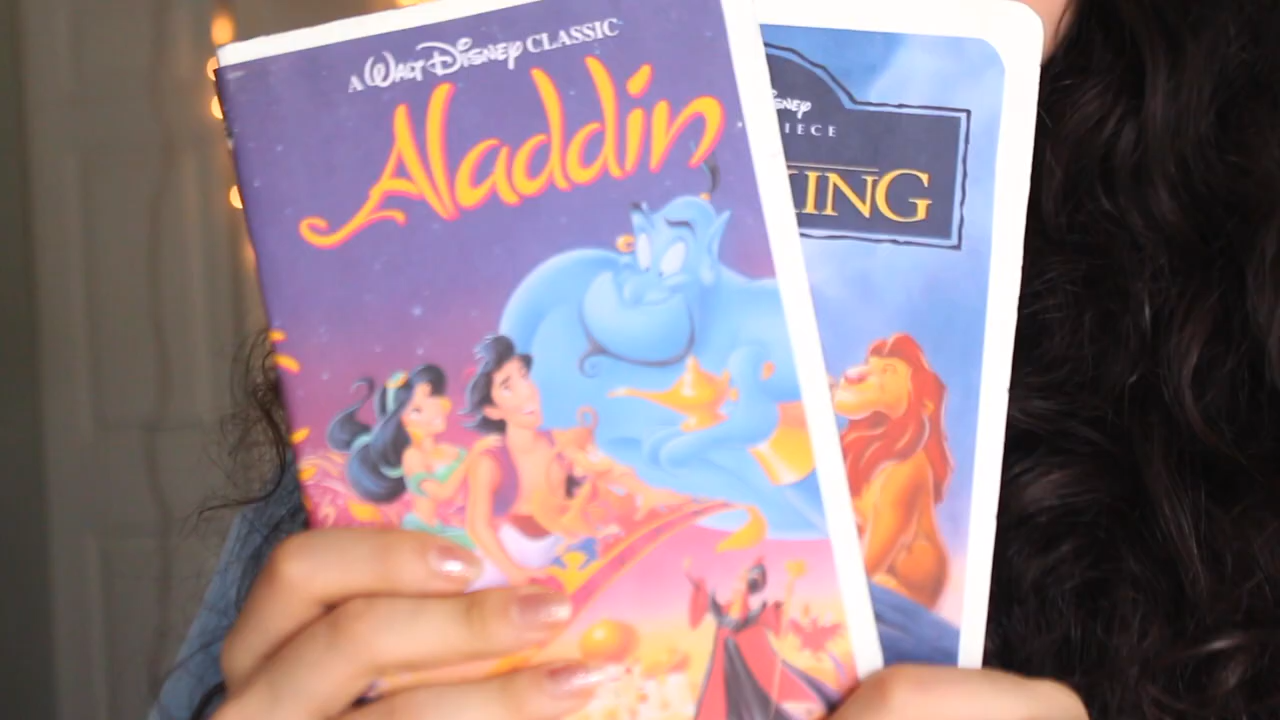 A WALT DISNEY CLASSIC
Aladdin
ISNEY
IECE
KING